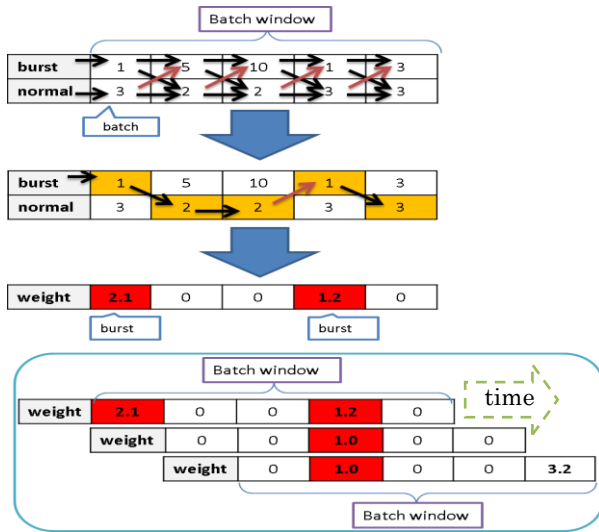 Batch window
burst 1 5 10 1 3
normal 3 2 2 3 3
batch
burst 1 5 10 1 3
normal 3 2 2 3 3
weight 2.1 0 0 1.2 0
burst burst
Batch window
time
weight 2.1 0 0 1.2 0
weight 0 0 1.0 0 0
weight 0 1.0 0 0 3.2
Batch window